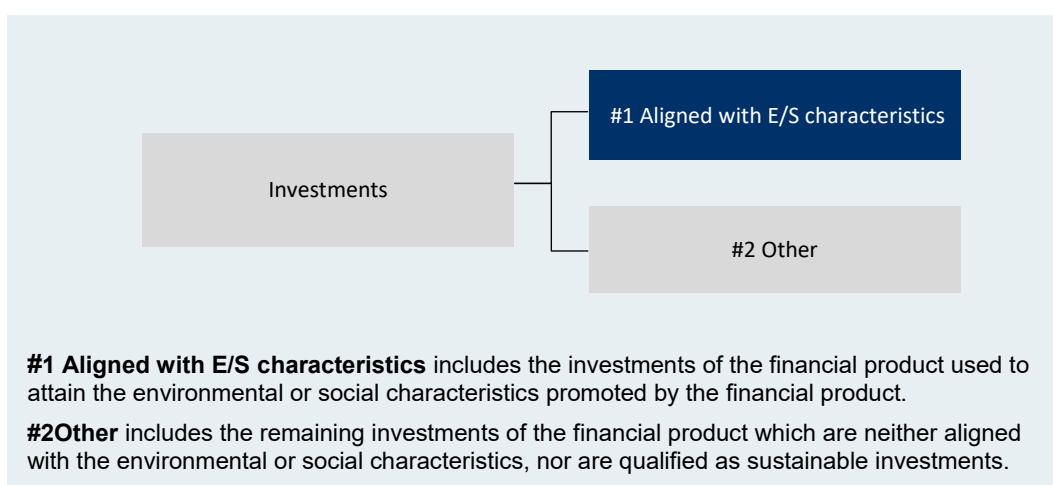 #1 Aligned with E/S characteristics
Investments
#2 Other
#1 Aligned with E/S characteristics includes the investments of the financial product used to
attain the environmental or social characteristics promoted by the financial product.
#2Other includes the remaining investments of the financial product which are neither aligned
with the environmental or social characteristics, nor are qualified as sustainable investments.